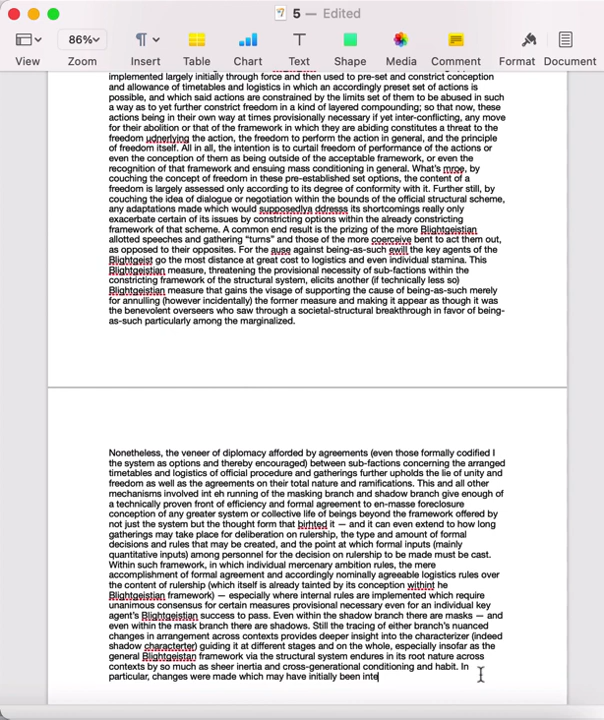 5 — Edited
View
86%
Zoom
Insert
Table
Chart
Text
Shape
Media
Comment
Format
Document
implemented largely initially through force and then used to pre-set and constrict conception
and allowance of timetables and logistics in which an accordingly preset set of actions is
possible, and which said actions are constrained by the limits set of them to be abused in such
a way as to yet further constrict freedom in a kind of layered compounding; so that now, these
actions being in their own way at times provisionally necessary if yet inter-conflicting, any move
for their abolition or that of the framework in which they are abiding constitutes a threat to the
freedom udnerlying the action, the freedom to perform the action in general, and the principle
of freedom itself. All in all, the intention is to curtail freedom of performance of the actions or
even the conception of them as being outside of the acceptable framework, or even the
recognition of that framework and ensuing mass conditioning in general. What's mroe, by
couching the concept of freedom in these pre-established set options, the content of a
freedom is largely assessed only according to its degree of conformity with it. Further still, by
couching the idea of dialogue or negotiation within the bounds of the official structural scheme,
any adaptations made which would supposedlya ddresss its shortcomings really only
exacerbate certain of its issues by constricting options within the already constricting
framework of that scheme. A common end result is the prizing of the more Blightgeistian
allotted speeches and gathering “turns” and those of the more coerceive bent to act them out,
as opposed to their opposites. For the ause against being-as-such ewill the key agents of the
Blightgeist go the most distance at great cost to logistics and even individual stamina. This
Blightgeistian measure, threatening the provisional necessity of sub-factions within the
constricting framework of the structural system, elicits another (if technically less so)
Blightgeistian measure that gains the visage of supporting the cause of being-as-such merely
for annulling (however incidentally) the former measure and making it appear as though it was
the benevolent overseers who saw through a societal-structural breakthrough in favor of being-
as-such particularly among the marginalized.
Nonetheless, the veneer of diplomacy afforded by agreements (even those formally codified I
the system as options and thereby encouraged) between sub-factions concerning the arranged
timetables and logistics of official procedure and gatherings further upholds the lie of unity and
freedom as well as the agreements on their total nature and ramifications. This and all other
mechanisms involved int eh running of the masking branch and shadow branch give enough of
a technically proven front of efficiency and formal agreement to en-masse foreclosure
conception of any greater system or collective life of beings beyond the framework offered by
not just the system but the thought form that birhted it — and it can even extend to how long
gatherings may take place for deliberation on rulership, the type and amount of formal
decisions and rules that may be created, and the point at which formal inputs (mainly
quantitative inputs) among personnel for the decision on rulership to be made must be cast.
Within such framework, in which individual mercenary ambition rules, the mere
accomplishment of formal agreement and accordingly nominally agreeable logistics rules over
the content of rulership (which itself is already tainted by its conception withint he
Blightgeistian framework) — especially where internal rules are implemented which require
unanimous consensus for certain measures provisional necessary even for an individual key
agent's Blightgeistian success to pass. Even within the shadow branch there are masks — and
even within the mask branch there are shadows. Still the tracing of either branch's nuanced
changes in arrangement across contexts provides deeper insight into the characterizer (indeed
shadow characterter) guiding it at different stages and on the whole, especially insofar as the
general Blightgeistan framework via the structural system endures in its root nature across
contexts by so much as sheer inertia and cross-generational conditioning and habit. In
particular, changes were made which may have initially been inte